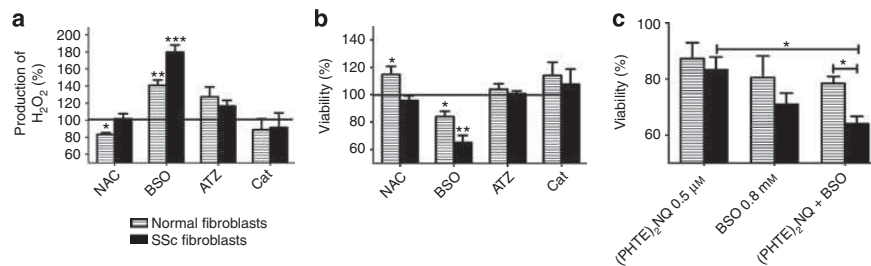 a
Production of
H₂O₂ (%)
200
180
160
140
120
100
80
60
*
**
***
NAC
BSO
ATZ
Cat
Normal fibroblasts
SSc fibroblasts
b
Viability (%)
140
120
100
80
60
*
*
**
NAC
BSO
ATZ
Cat
c
Viability (%)
100
80
60
*
*
(PHTE)₂NQ 0.5 μM
BSO 0.8 mM
(PHTE)₂NQ + BSO